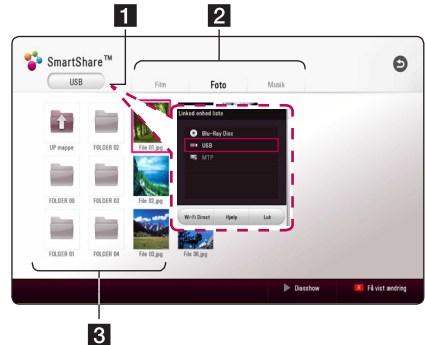 1
2
SmartShare™
USB
Film
Foto
Musik
Linked enhed liste
Blu-Ray Disc
USB
MTP
Wi-Fi Direct
Hjælp
Luk
UP mappe
FOLDER 02
File 01.jpg
FOLDER 00
FOLDER 03
File 02.jpg
FOLDER 01
FOLDER 04
File 03.jpg
File 06.jpg
Diasshow
Få vist ændring
3